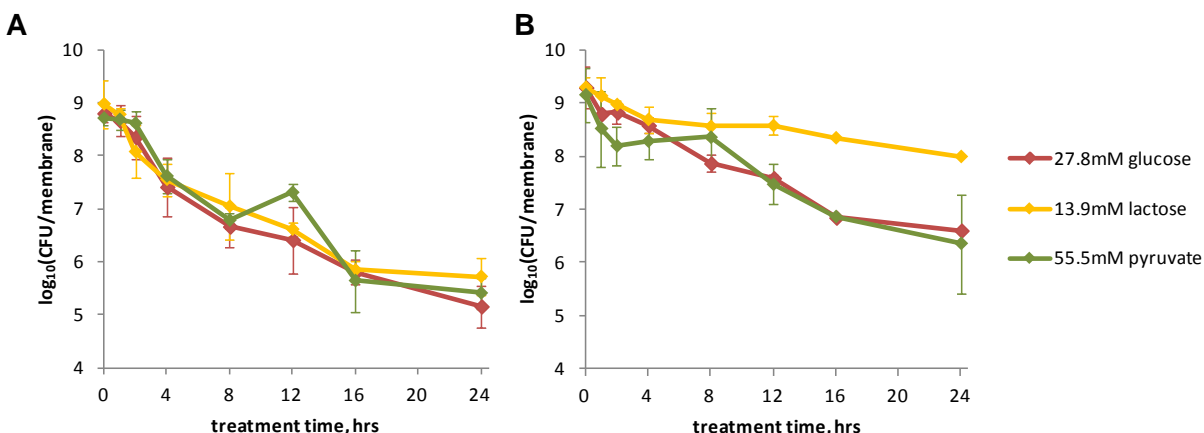 A
B
10
9
8
7
6
5
4
log10(CFU/membrane)
0 4 8 12 16 20 24
treatment time, hrs
10
9
8
7
6
5
4
log10(CFU/membrane)
0 4 8 12 16 20 24
treatment time, hrs
27.8mM glucose
13.9mM lactose
55.5mM pyruvate